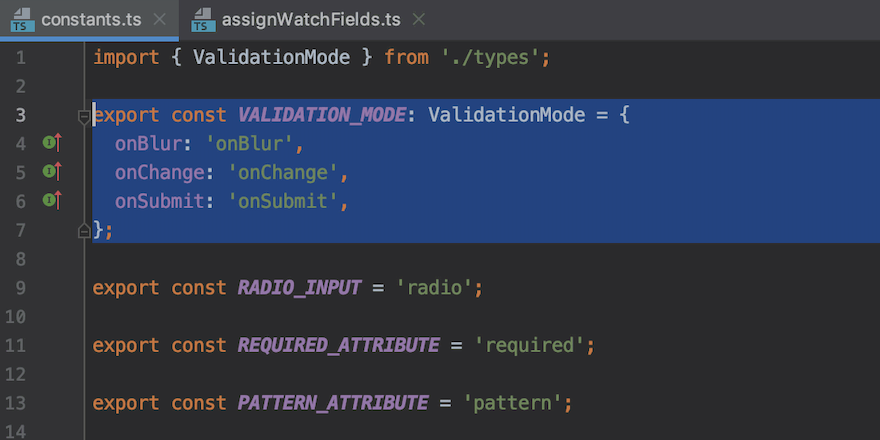 constants.ts assignWatchFields.ts
1 import { ValidationMode } from './types';
2
3 export const VALIDATION_MODE: ValidationMode = {
4   onBlur: 'onBlur',
5   onChange: 'onChange',
6   onSubmit: 'onSubmit',
7 };
8
9 export const RADIO_INPUT = 'radio';
10
11 export const REQUIRED_ATTRIBUTE = 'required';
12
13 export const PATTERN_ATTRIBUTE = 'pattern';
14